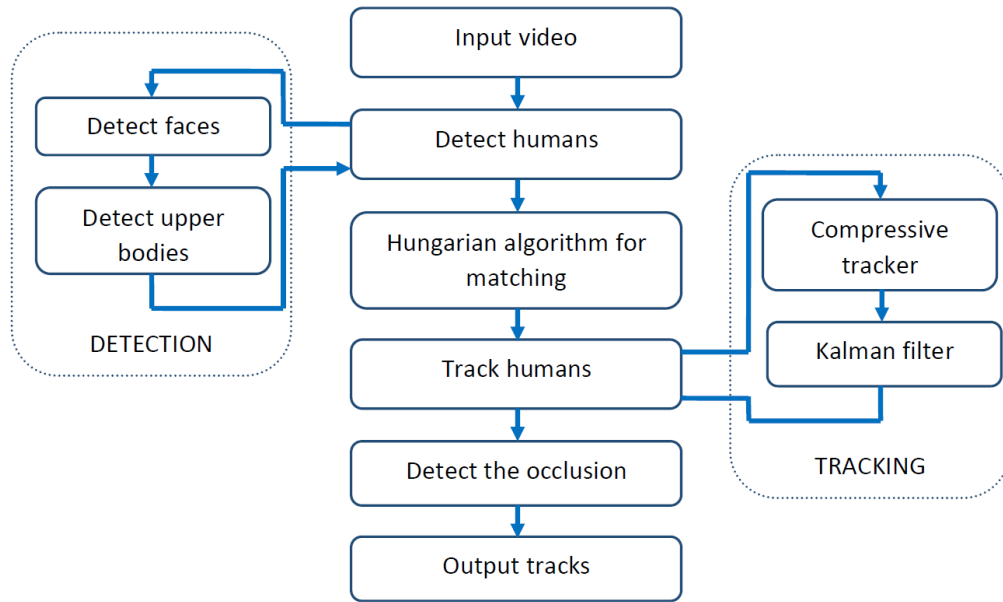 Input video
Detect faces
Detect humans
Detect upper
bodies
DETECTION
Hungarian algorithm for
matching
Compressive
tracker
Kalman filter
TRACKING
Track humans
Detect the occlusion
Output tracks